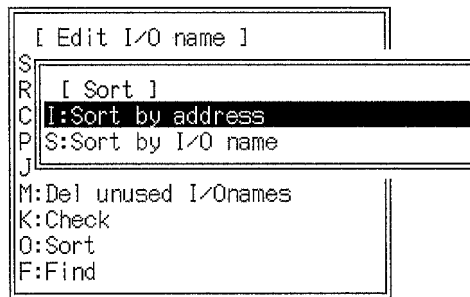 [ Edit I/O name ]
S
R
C
P
J
[ Sort ]
I:Sort by address
S:Sort by I/O name
M:Del unused I/Onames
K:Check
O:Sort
F:Find